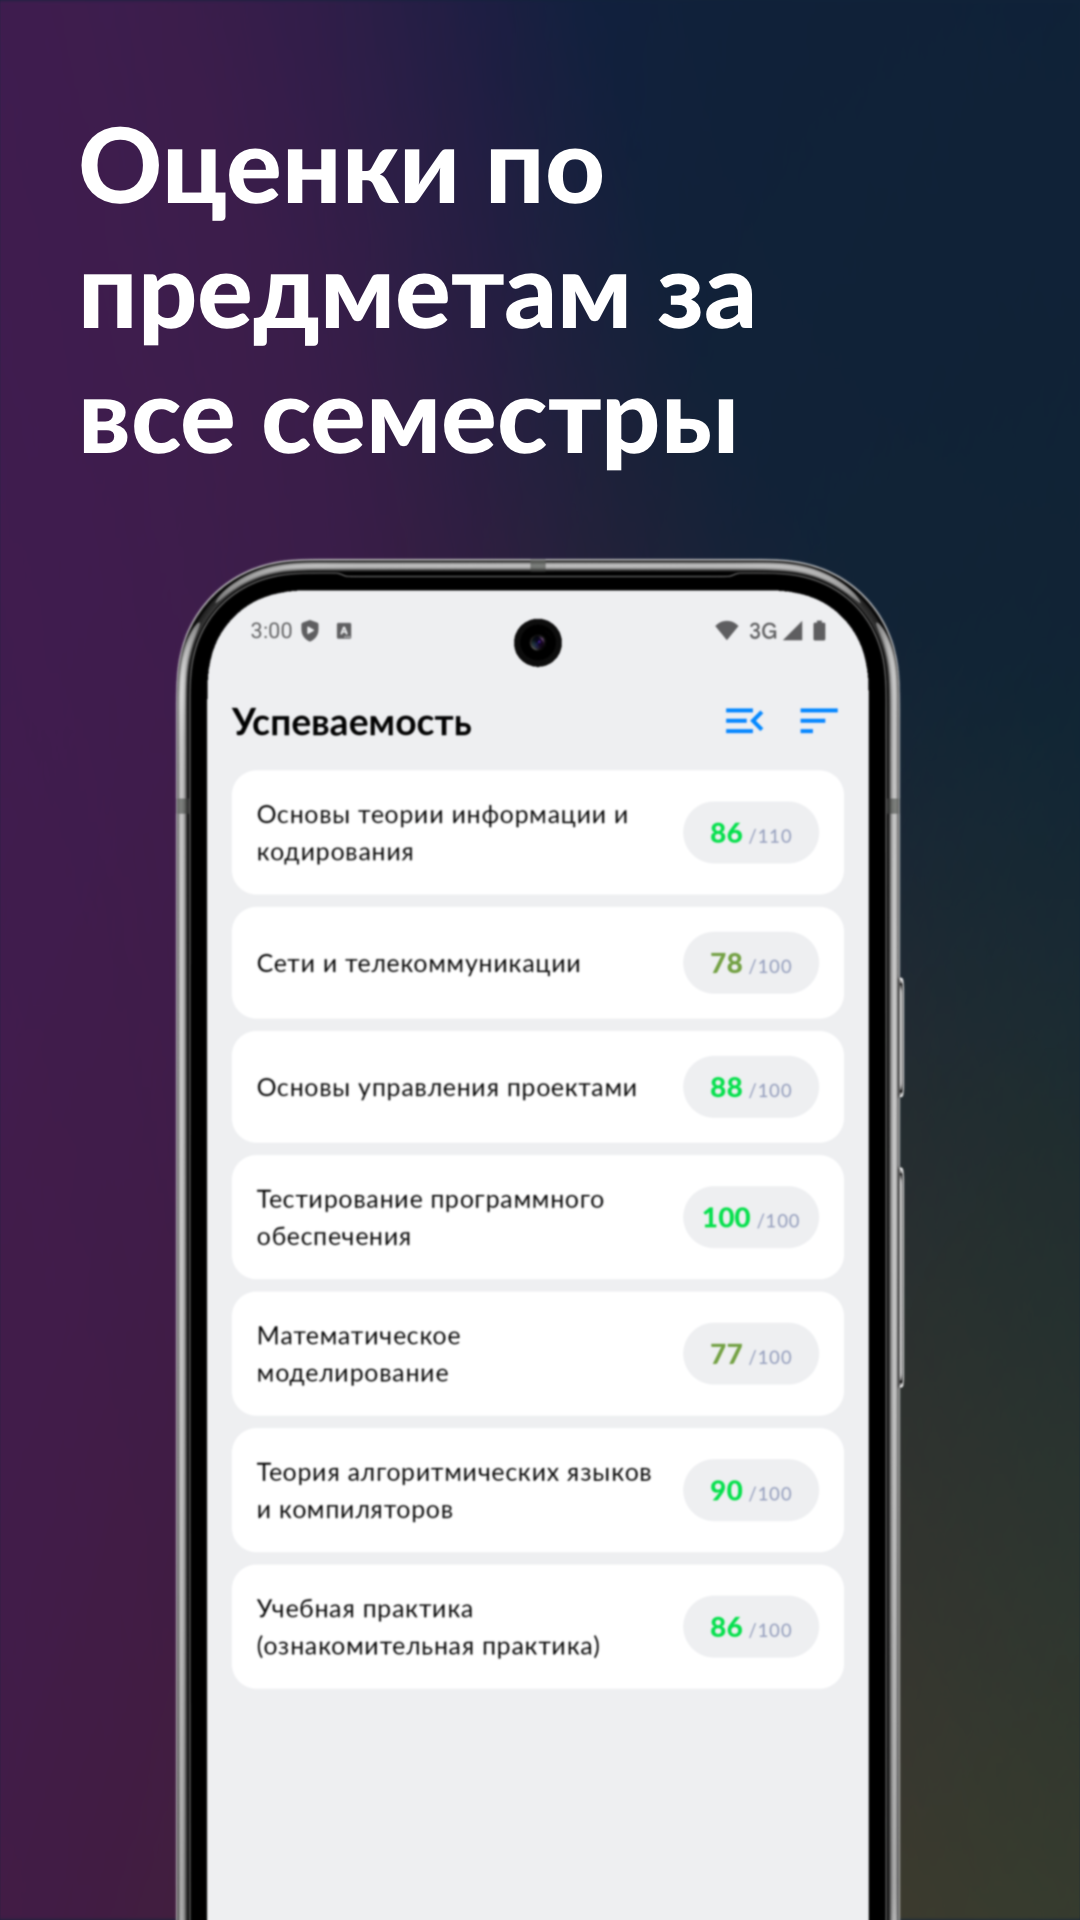 Оценки по
предметам за
все семестры
3:00 A 3G
Успеваемость
Основы теории информации и
кодирования
86 /110
Сети и телекоммуникации
78 /100
Основы управления проектами
88 /100
Тестирование программного
обеспечения
100 /100
Математическое
моделирование
77 /100
Теория алгоритмических языков
и компиляторов
90 /100
Учебная практика
(ознакомительная практика)
86 /100